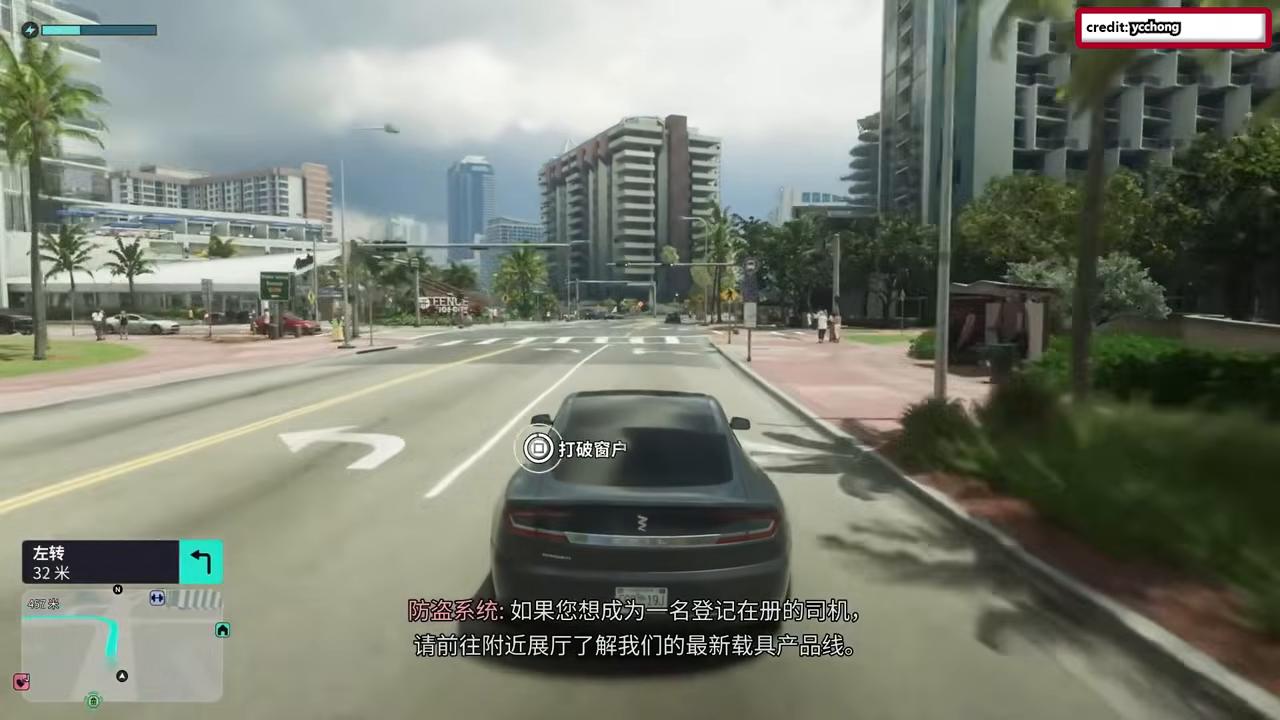 credit:ycchong
FENCE
打破窗户
左转
32 米
N
457 米
防盗系统: 如果您想成为一名登记在册的司机，
请前往附近展厅了解我们的最新载具产品线。